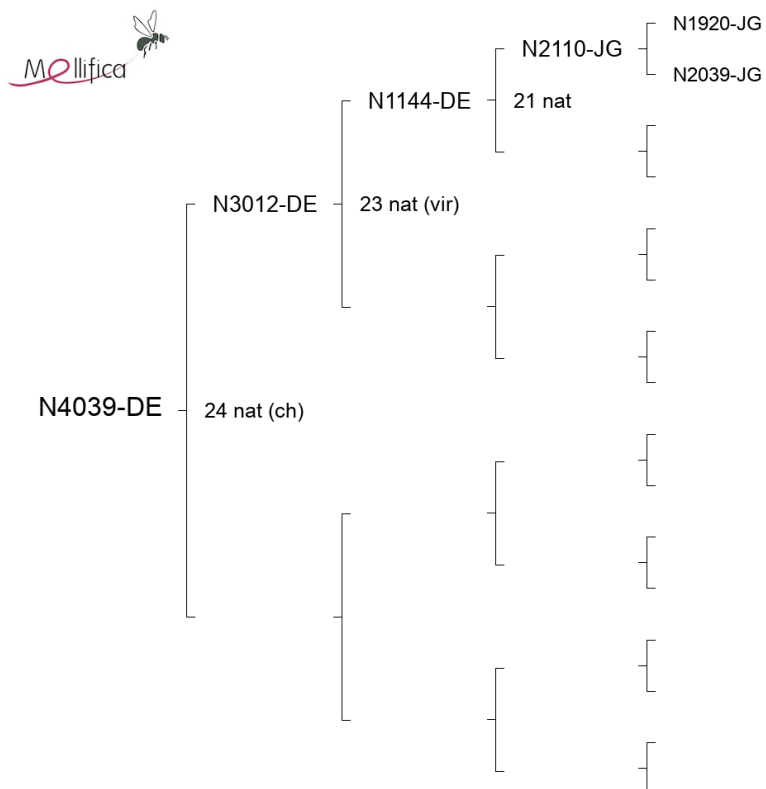 Mellifica
N1920-JG
N2110-JG
N2039-JG
N1144-DE
21 nat
N3012-DE
23 nat (vir)
N4039-DE
24 nat (ch)